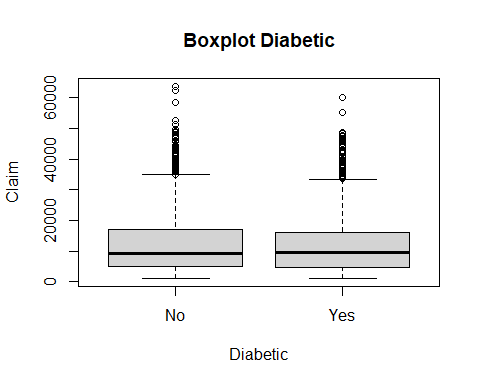 Boxplot Diabetic
Claim
60000
40000
20000
0
No
Yes
Diabetic